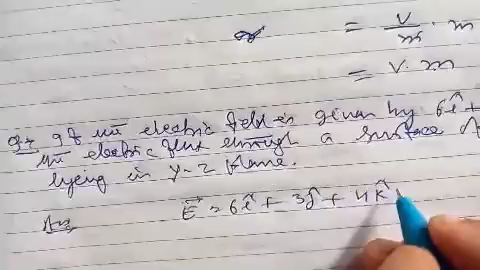 = V/m · m
= V · m
Q. If the electric field is given by 6î +
the electric flux through a surface of
lying in Y-Z plane.
Ans E⃗ = 6î + 3ĵ + 4k̂